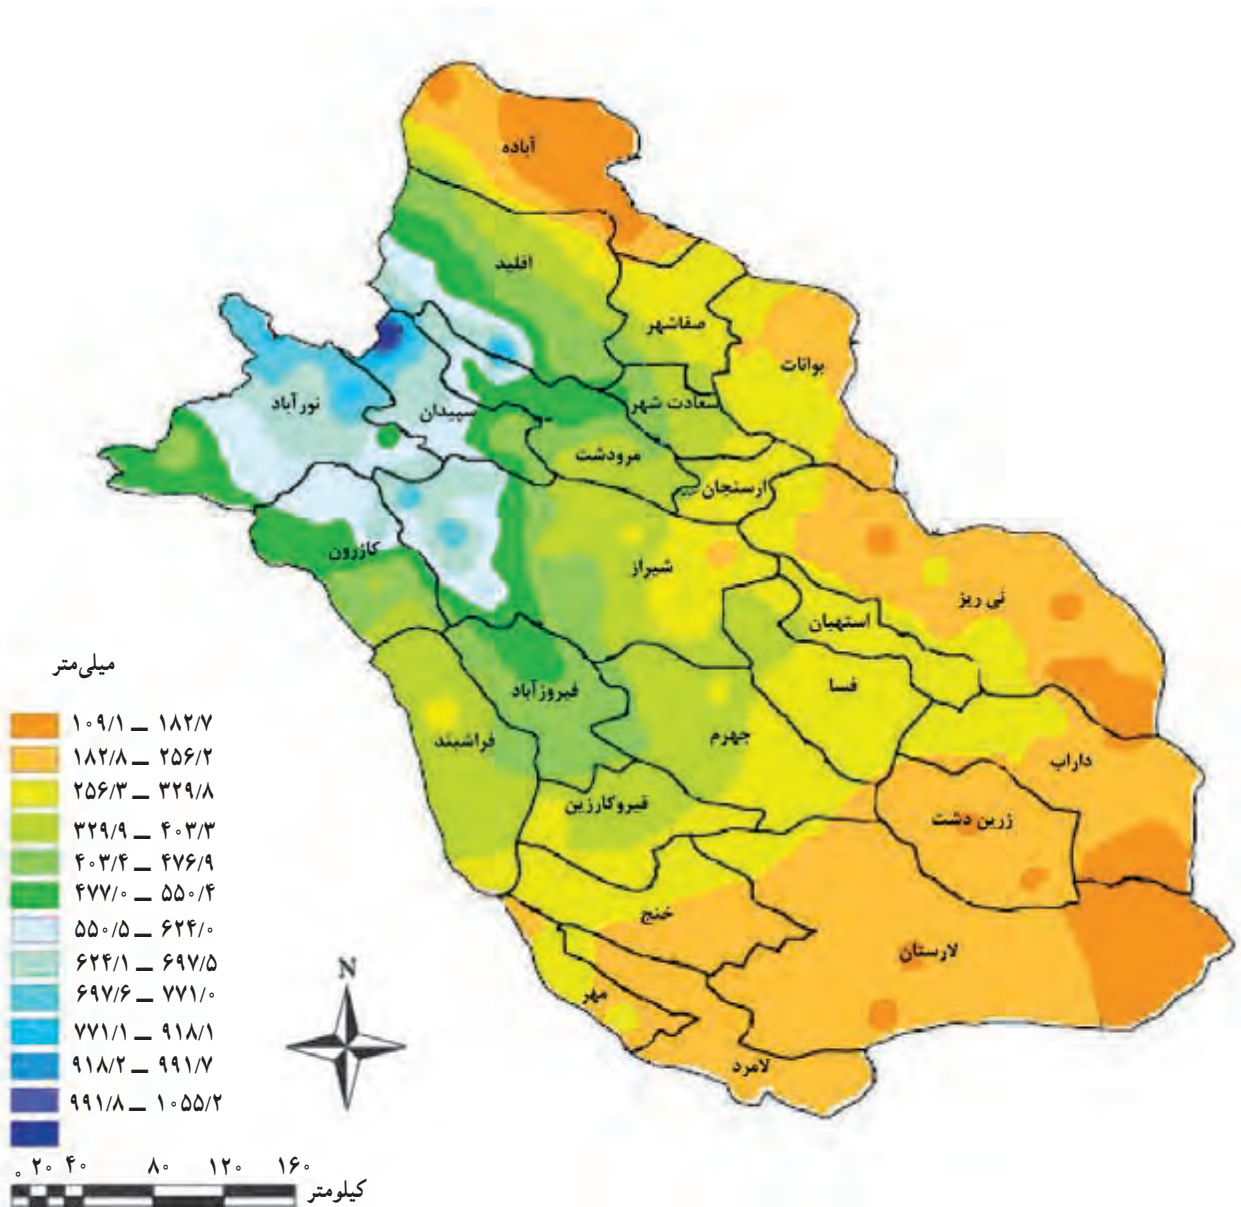 آباده
اقلید
صفاشهر
بوانات
سعادت شهر
نورآباد
سپیدان
مرودشت
ارسنجان
کازرون
شیراز
نی ریز
استهبان
فسا
فیروزآباد
فراشبند
جهرم
داراب
قیروکارزین
زرین دشت
خنج
لارستان
مهر
لامرد
میلی‌متر
۱۰۹/۱ — ۱۸۲/۷
۱۸۲/۸ — ۲۵۶/۲
۲۵۶/۳ — ۳۲۹/۸
۳۲۹/۹ — ۴۰۳/۳
۴۰۳/۴ — ۴۷۶/۹
۴۷۷/۰ — ۵۵۰/۴
۵۵۰/۵ — ۶۲۴/۰
۶۲۴/۱ — ۶۹۷/۵
۶۹۷/۶ — ۷۷۱/۰
۷۷۱/۱ — ۹۱۸/۱
۹۱۸/۲ — ۹۹۱/۷
۹۹۱/۸ — ۱۰۵۵/۲
N
۰ ۲۰ ۴۰ ۸۰ ۱۲۰ ۱۶۰
کیلومتر